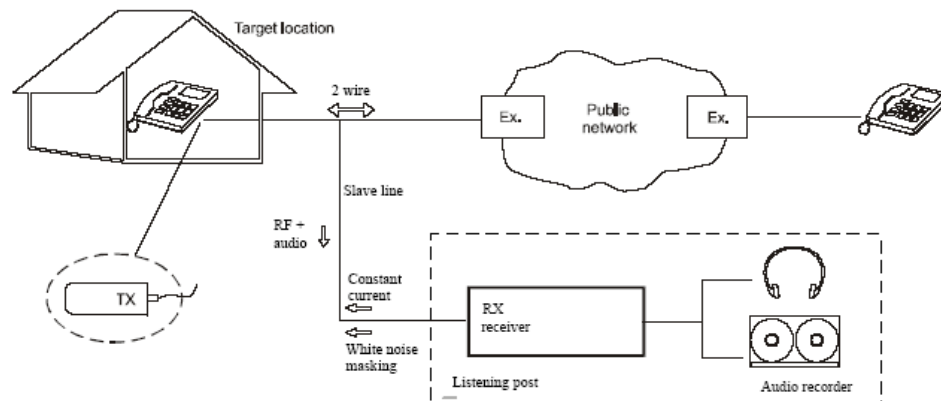 Target location
2 wire
Ex.
Public
network
Ex.
Slave line
RF +
audio
TX
Constant
current
RX
receiver
White noise
masking
Listening post
Audio recorder